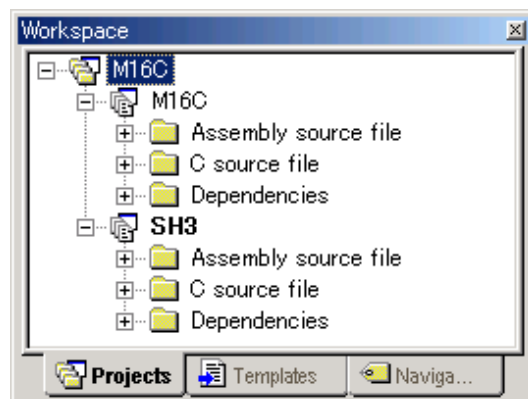 Workspace
M16C
M16C
Assembly source file
C source file
Dependencies
SH3
Assembly source file
C source file
Dependencies
Projects Templates Naviga...